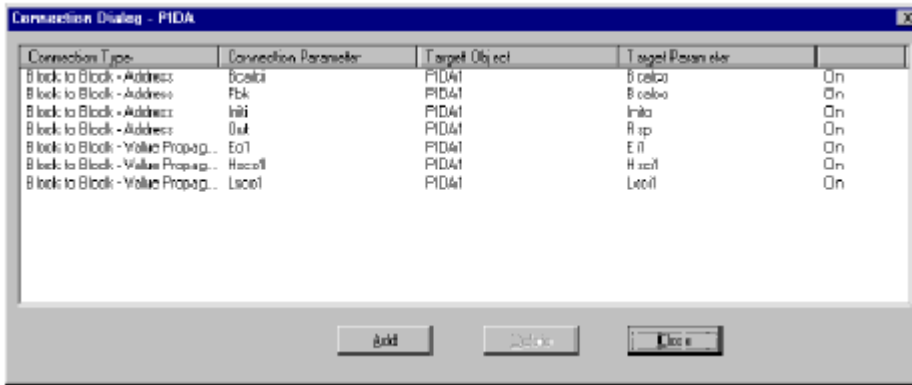 Connection Dialog - PIDA
Connection Type Connection Parameter Target Object Target Parameter
Block to Block - Address Bcalci PIDA1 Bcalco On
Block to Block - Address Fbk PIDA1 Bcalco On
Block to Block - Address Initi PIDA1 Inito On
Block to Block - Address Out PIDA1 Rsp On
Block to Block - Value Propag... Eo1 PIDA1 Ei1 On
Block to Block - Value Propag... Hsco1 PIDA1 Hsci1 On
Block to Block - Value Propag... Lsco1 PIDA1 Lsci1 On
Add Delete Close